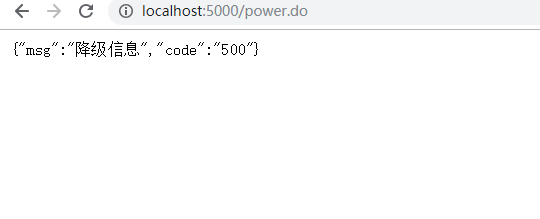 localhost:5000/power.do
{"msg":"降级信息","code":"500"}